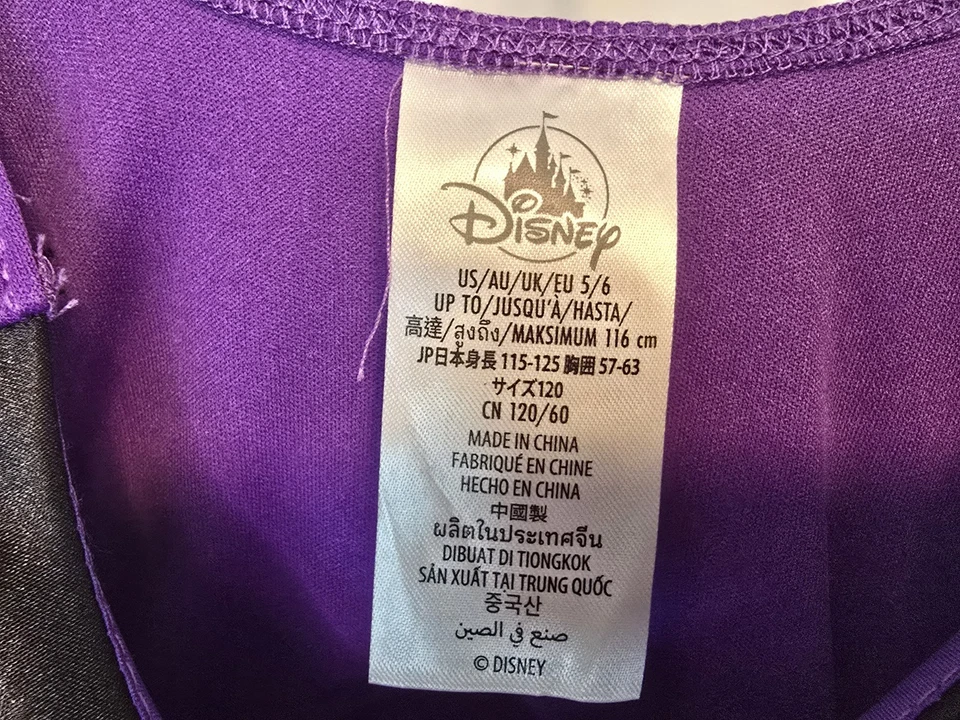 Disney
US/AU/UK/EU 5/6
UP TO/JUSQU'À/HASTA/
高達/สูงถึง/MAKSIMUM 116 cm
JP日本身長 115-125 胸囲 57-63
サイズ120
CN 120/60
MADE IN CHINA
FABRIQUÉ EN CHINE
HECHO EN CHINA
中國製
ผลิตในประเทศจีน
DIBUAT DI TIONGKOK
SẢN XUẤT TẠI TRUNG QUỐC
중국산
صنع في الصين
© DISNEY